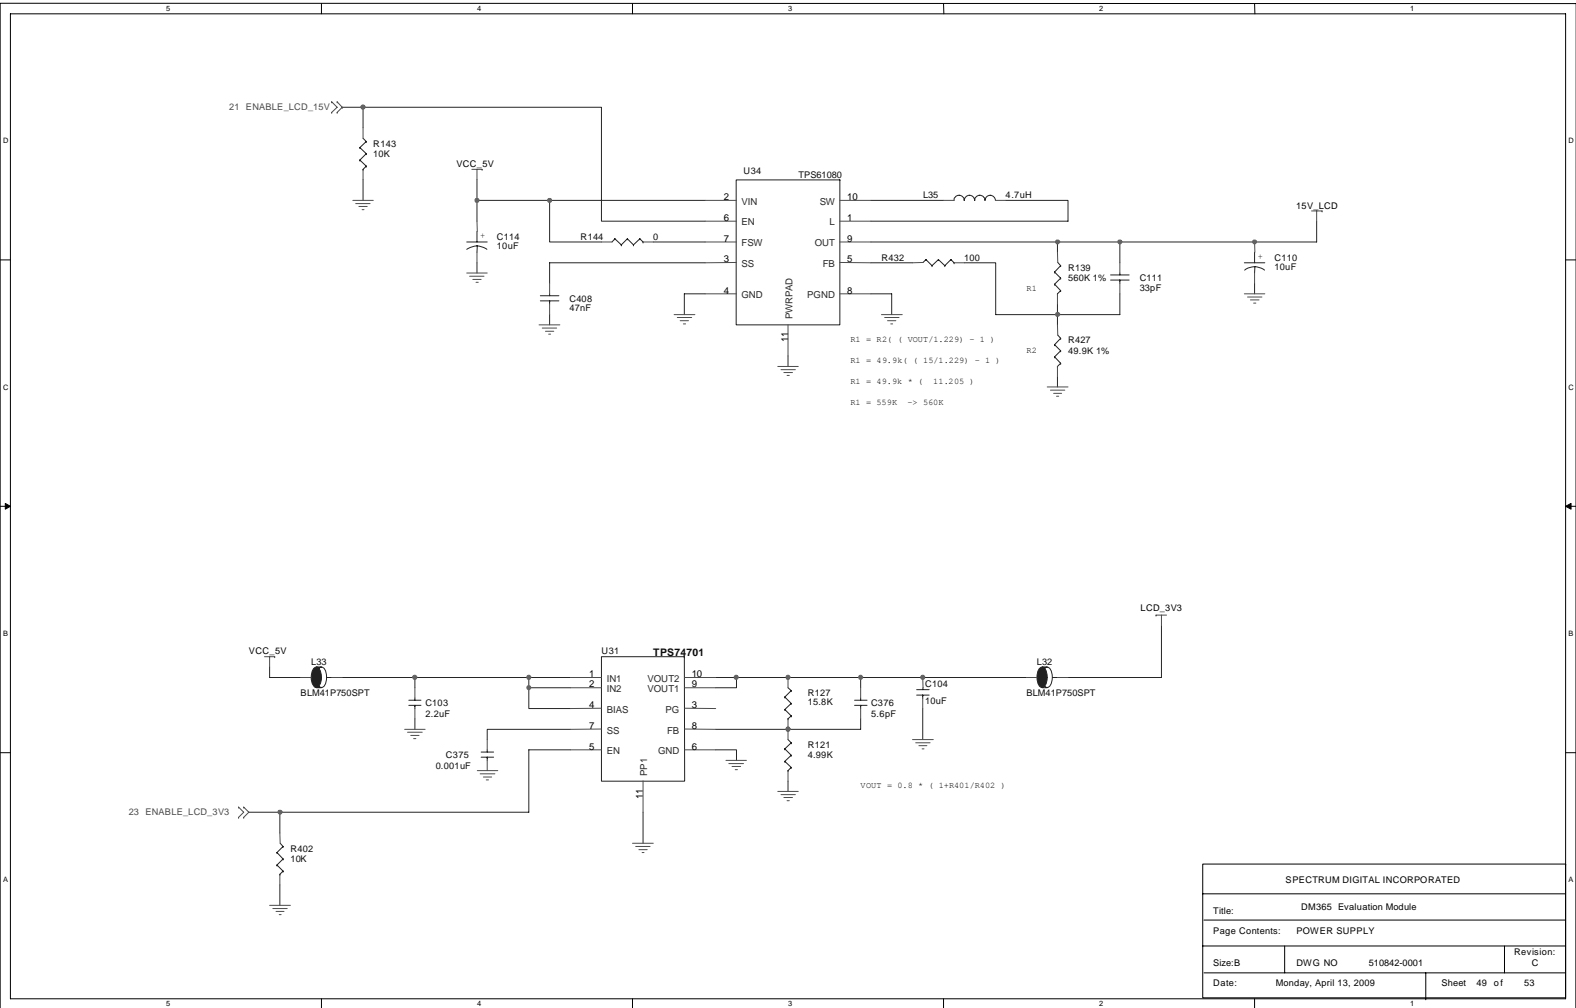 5 4 3 2 1
D D
C C
B B
A A
21 ENABLE_LCD_15V
R143
10K
VCC_5V
C114
10uF
R144 0
C408
47nF
U34 TPS61080
2 VIN
6 EN
7 FSW
3 SS
4 GND
SW 10
L 1
OUT 9
FB 5
PGND 8
PWRPAD
11
L35 4.7uH
R432 100
R1
R139
560K 1%
C111
33pF
R2
R427
49.9K 1%
C110
10uF
15V_LCD
R1 = R2( ( VOUT/1.229) - 1 )
R1 = 49.9k( ( 15/1.229) - 1 )
R1 = 49.9k * ( 11.205 )
R1 = 559K -> 560K
VCC_5V
L33
BLM41P750SPT
C103
2.2uF
C375
0.001uF
23 ENABLE_LCD_3V3
R402
10K
U31 TPS74701
1 IN1
2 IN2
4 BIAS
7 SS
5 EN
VOUT2 10
VOUT1 9
PG 3
FB 8
GND 6
PP1
11
R127
15.8K
C376
5.6pF
C104
10uF
R121
4.99K
L32
BLM41P750SPT
LCD_3V3
VOUT = 0.8 * ( 1+R401/R402 )
SPECTRUM DIGITAL INCORPORATED
Title: DM365 Evaluation Module
Page Contents: POWER SUPPLY
Size:B DWG NO 510842-0001 Revision: C
Date: Monday, April 13, 2009 Sheet 49 of 53
5 4 3 2 1